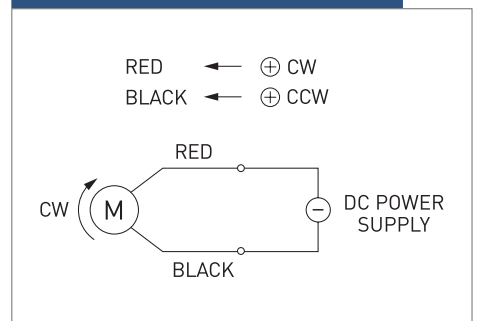 RED ⊕ CW
BLACK ⊕ CCW
RED
CW M
DC POWER
SUPPLY
BLACK